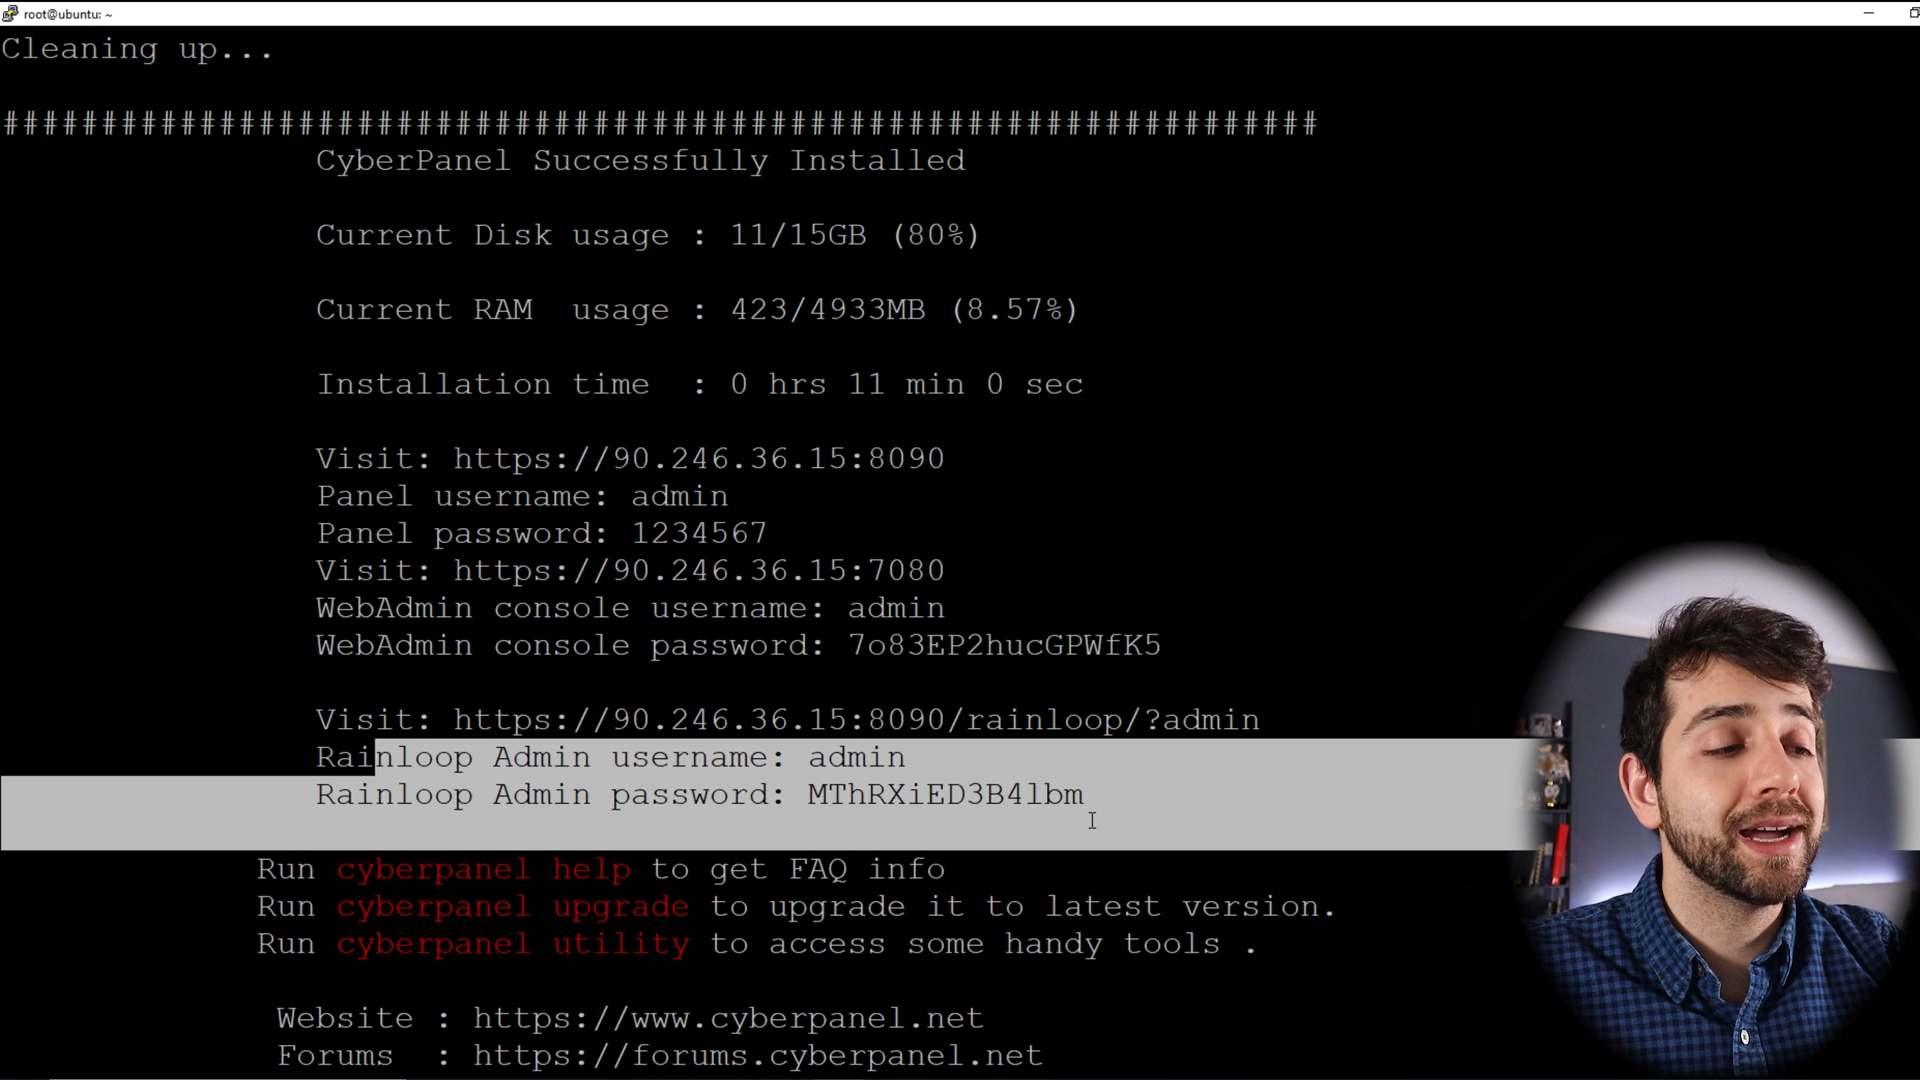 root@ubuntu: ~
Cleaning up...
###################################################################
CyberPanel Successfully Installed
Current Disk usage : 11/15GB (80%)
Current RAM  usage : 423/4933MB (8.57%)
Installation time  : 0 hrs 11 min 0 sec
Visit: https://90.246.36.15:8090
Panel username: admin
Panel password: 1234567
Visit: https://90.246.36.15:7080
WebAdmin console username: admin
WebAdmin console password: 7o83EP2hucGPWfK5
Visit: https://90.246.36.15:8090/rainloop/?admin
Rainloop Admin username: admin
Rainloop Admin password: MThRXiED3B4lbm
Run cyberpanel help to get FAQ info
Run cyberpanel upgrade to upgrade it to latest version.
Run cyberpanel utility to access some handy tools .
Website : https://www.cyberpanel.net
Forums  : https://forums.cyberpanel.net